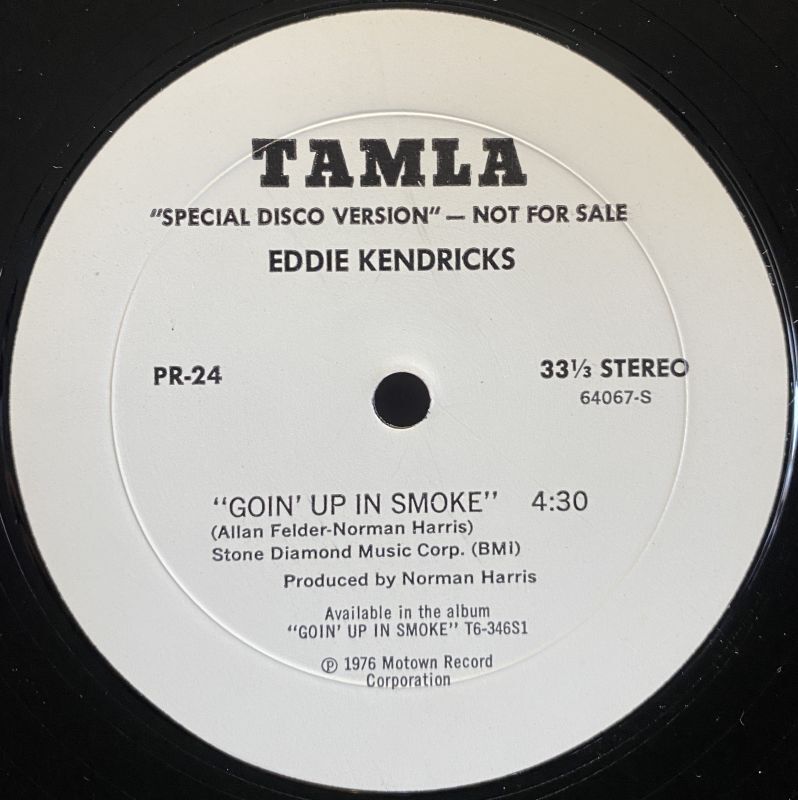 TAMLA
"SPECIAL DISCO VERSION" — NOT FOR SALE
EDDIE KENDRICKS
PR-24
33⅓ STEREO
64067-S
"GOIN' UP IN SMOKE" 4:30
(Allan Felder-Norman Harris)
Stone Diamond Music Corp. (BMI)
Produced by Norman Harris
Available in the album
"GOIN' UP IN SMOKE" T6-346S1
℗ 1976 Motown Record
Corporation